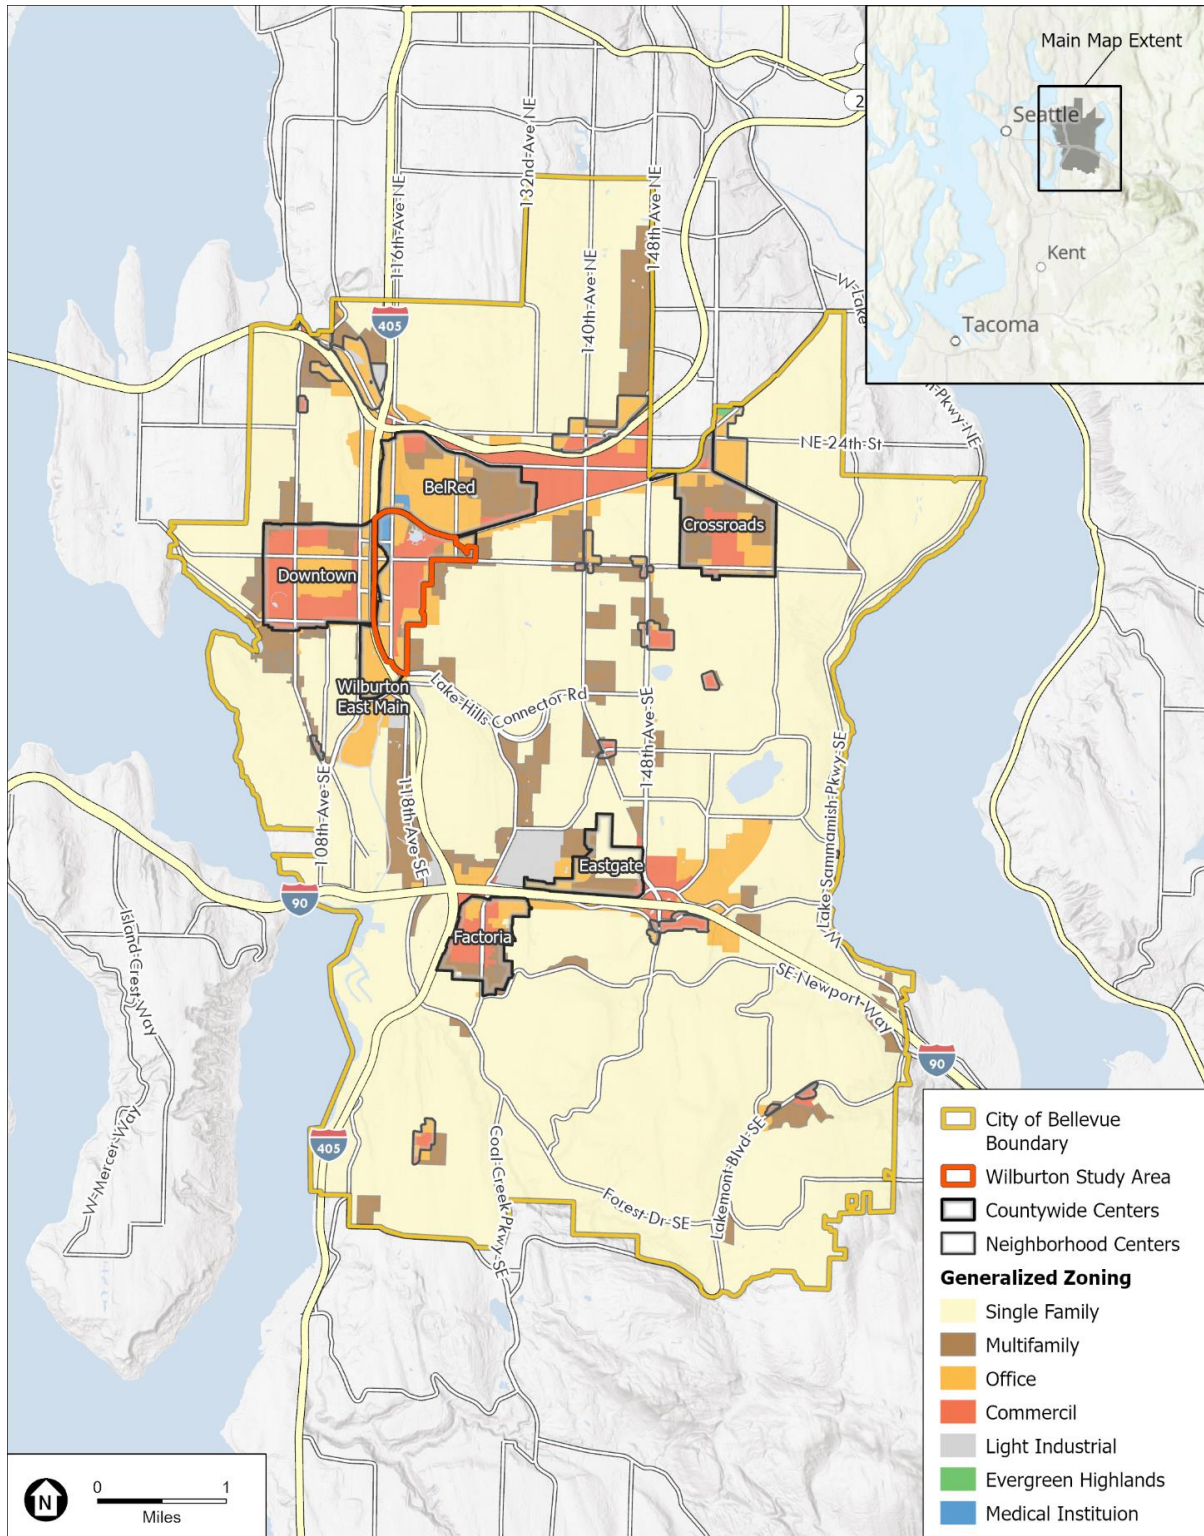 Main Map Extent
Seattle
Kent
Tacoma
116th Ave NE
132nd Ave NE
140th Ave NE
148th Ave NE
2
W Lake
Pkwy NE
405
NE 24th St
BelRed
Crossroads
Downtown
Wilburton
East Main
Lake Hills Connector Rd
148th Ave SE
108th Ave SE
118th Ave SE
W Lake Sammamish Pkwy SE
Eastgate
90
Factoria
Island Crest Way
SE Newport Way
90
W Mercer Way
405
Coal Creek Pkwy SE
Forest Dr SE
Lakemont Blvd SE
City of Bellevue
Boundary
Wilburton Study Area
Countywide Centers
Neighborhood Centers
Generalized Zoning
Single Family
Multifamily
Office
Commercil
Light Industrial
Evergreen Highlands
Medical Instituion
N
0 1
Miles